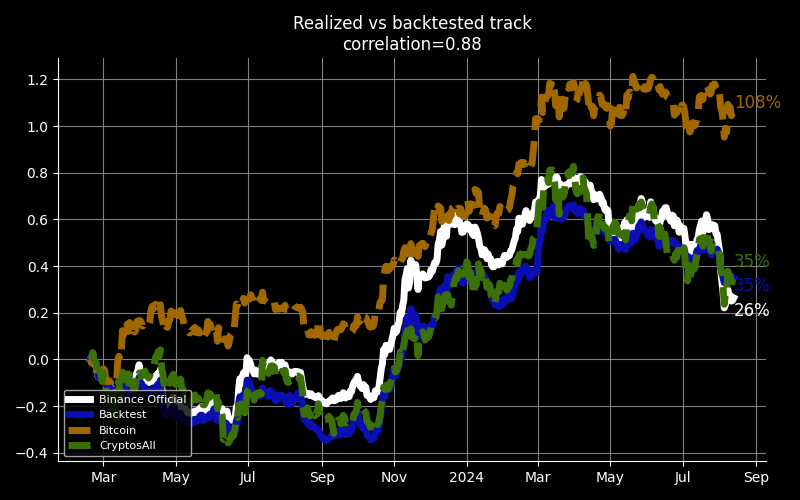 Realized vs backtested track
correlation=0.88
1.2
1.0
0.8
0.6
0.4
0.2
0.0
−0.2
−0.4
108%
35%
35%
26%
Binance Official
Backtest
Bitcoin
CryptosAll
Mar May Jul Sep Nov 2024 Mar May Jul Sep